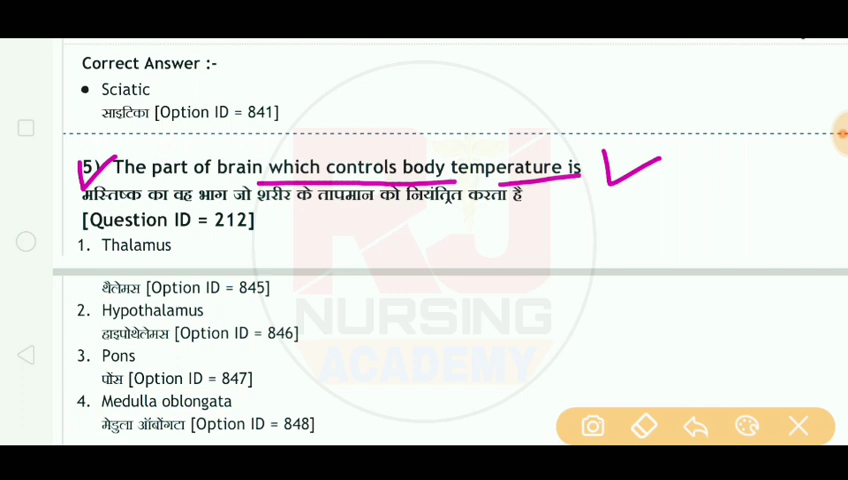 Correct Answer :-
● Sciatic
साइटिका [Option ID = 841]
5) The part of brain which controls body temperature is
मस्तिष्क का वह भाग जो शरीर के तापमान को नियंत्रित करता है
[Question ID = 212]
1. Thalamus
थैलेमस [Option ID = 845]
2. Hypothalamus
हाइपोथेलेमस [Option ID = 846]
3. Pons
पोंस [Option ID = 847]
4. Medulla oblongata
मेडुला ऑबोंगटा [Option ID = 848]
RJ
NURSING
ACADEMY